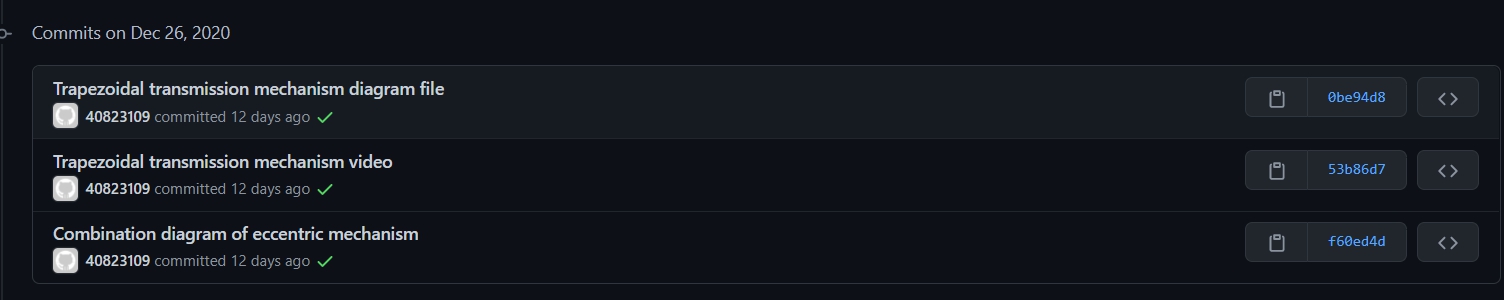 Commits on Dec 26, 2020
Trapezoidal transmission mechanism diagram file
0be94d8
40823109 committed 12 days ago
Trapezoidal transmission mechanism video
53b86d7
40823109 committed 12 days ago
Combination diagram of eccentric mechanism
f60ed4d
40823109 committed 12 days ago